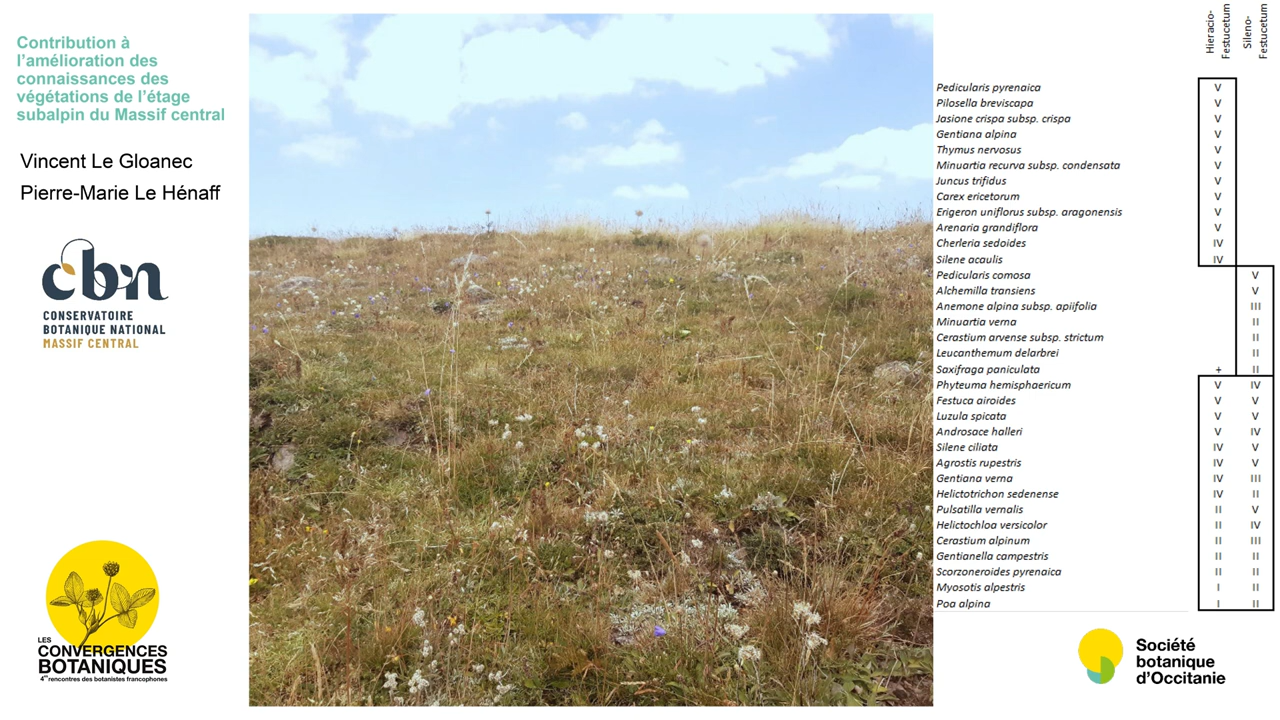 Contribution à
l'amélioration des
connaissances des
végétations de l'étage
subalpin du Massif central
Vincent Le Gloanec
Pierre-Marie Le Hénaff
cbn
CONSERVATOIRE
BOTANIQUE NATIONAL
MASSIF CENTRAL
LES
CONVERGENCES
BOTANIQUES
4es rencontres des botanistes francophones
Hieracio-
Festucetum
Sileno-
Festucetum
Pedicularis pyrenaica V
Pilosella breviscapa V
Jasione crispa subsp. crispa V
Gentiana alpina V
Thymus nervosus V
Minuartia recurva subsp. condensata V
Juncus trifidus V
Carex ericetorum V
Erigeron uniflorus subsp. aragonensis V
Arenaria grandiflora V
Cherleria sedoides IV
Silene acaulis IV
Pedicularis comosa V
Alchemilla transiens V
Anemone alpina subsp. apiifolia III
Minuartia verna II
Cerastium arvense subsp. strictum II
Leucanthemum delarbrei II
Saxifraga paniculata + II
Phyteuma hemisphaericum V IV
Festuca airoides V V
Luzula spicata V V
Androsace halleri V IV
Silene ciliata IV V
Agrostis rupestris IV V
Gentiana verna IV III
Helictotrichon sedenense IV II
Pulsatilla vernalis II V
Helictochloa versicolor II IV
Cerastium alpinum II III
Gentianella campestris II II
Scorzoneroides pyrenaica II II
Myosotis alpestris I II
Poa alpina I II
Société
botanique
d'Occitanie